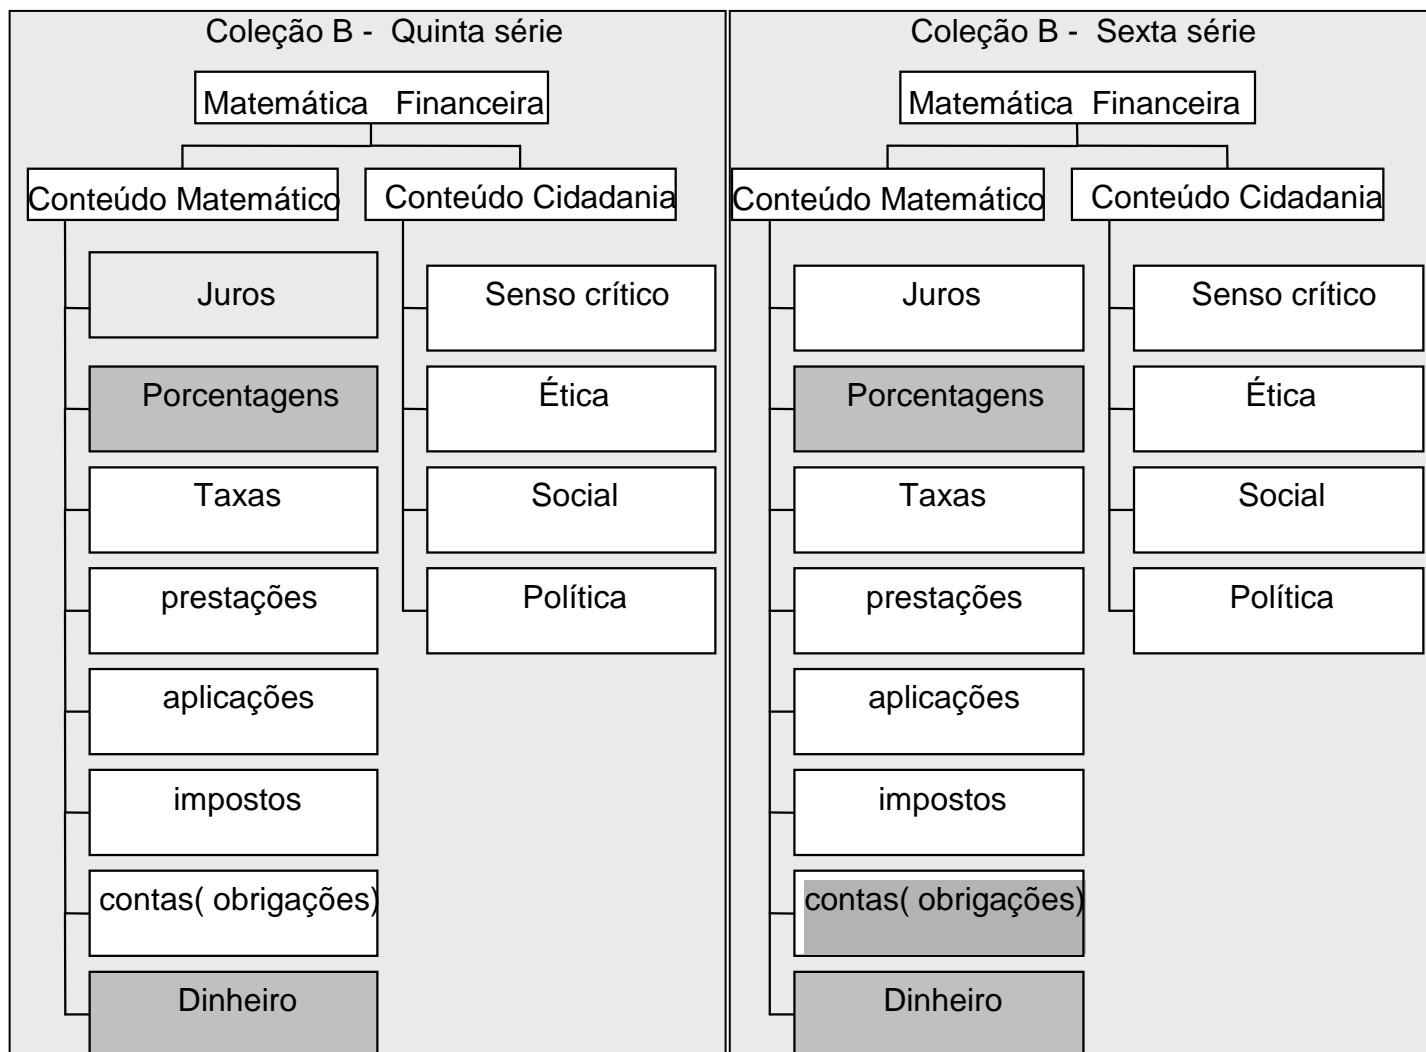 Coleção B - Quinta série
Matemática Financeira
Conteúdo Matemático
Conteúdo Cidadania
Juros
Porcentagens
Taxas
prestações
aplicações
impostos
contas( obrigações)
Dinheiro
Senso crítico
Ética
Social
Política
Coleção B - Sexta série
Matemática Financeira
Conteúdo Matemático
Conteúdo Cidadania
Juros
Porcentagens
Taxas
prestações
aplicações
impostos
contas( obrigações)
Dinheiro
Senso crítico
Ética
Social
Política